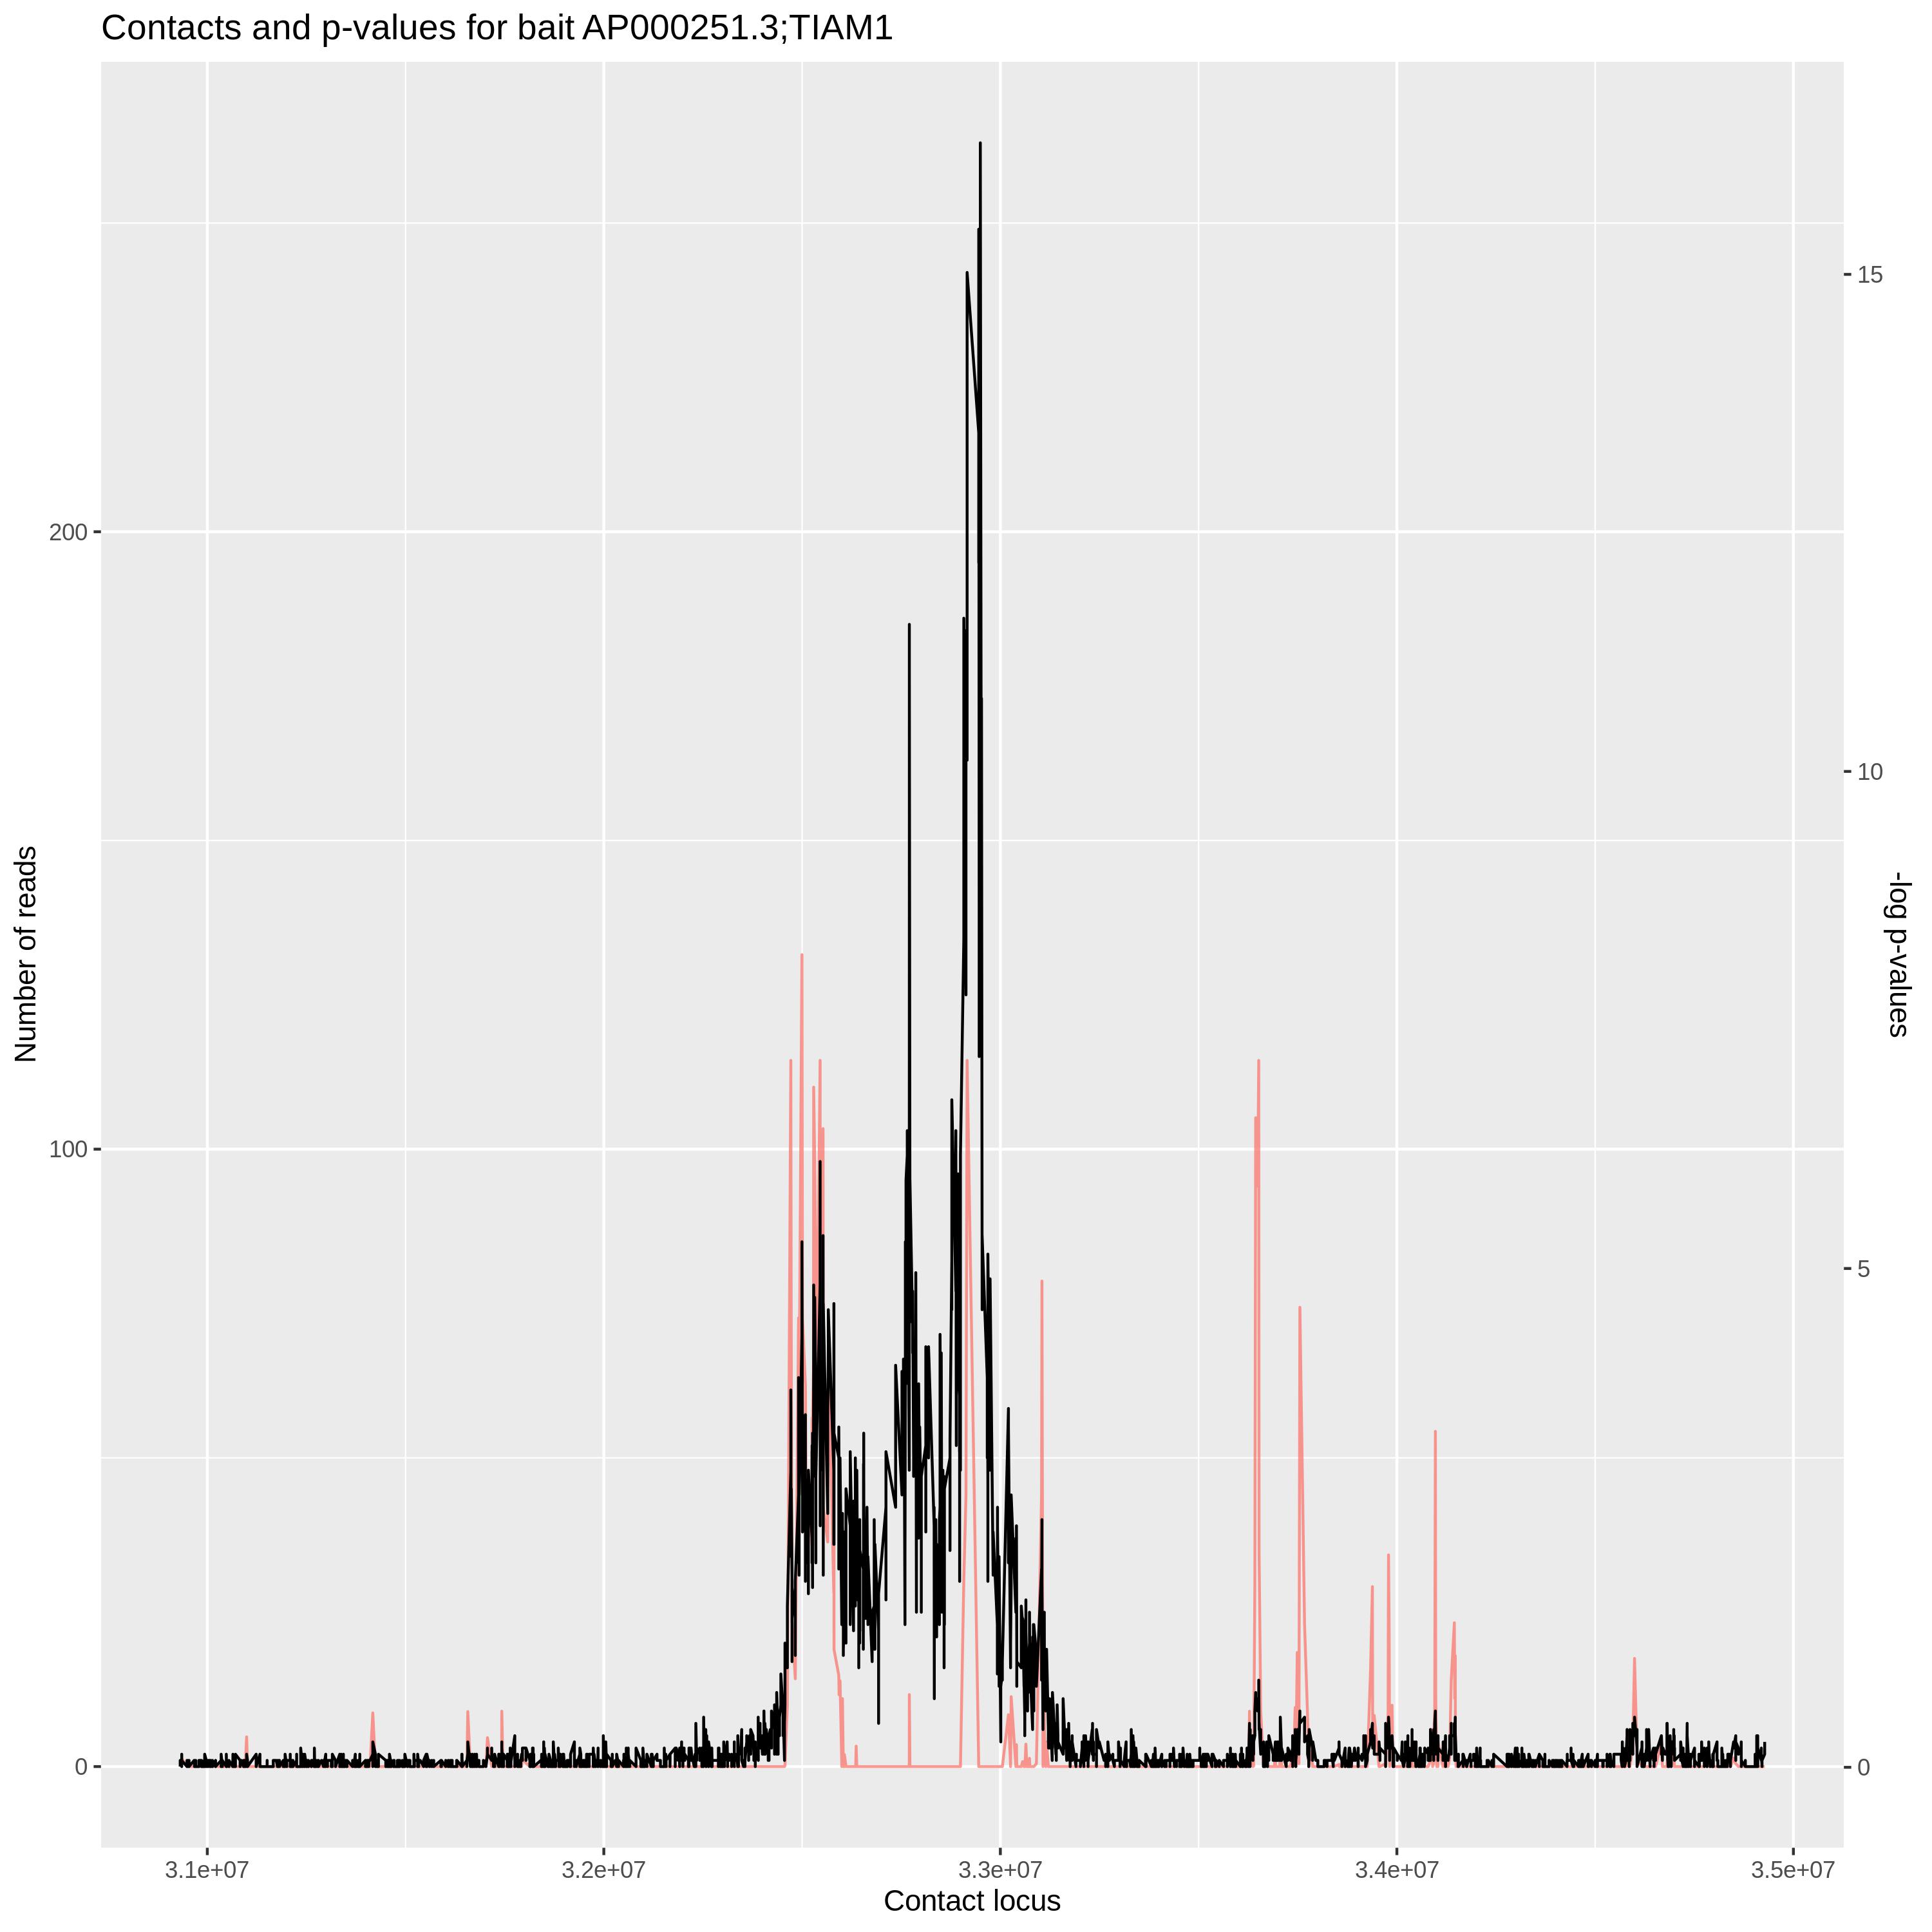 Contacts and p-values for bait AP000251.3;TIAM1
Number of reads
200
100
0
15
10
5
0
-log p-values
3.1e+07 3.2e+07 3.3e+07 3.4e+07 3.5e+07
Contact locus